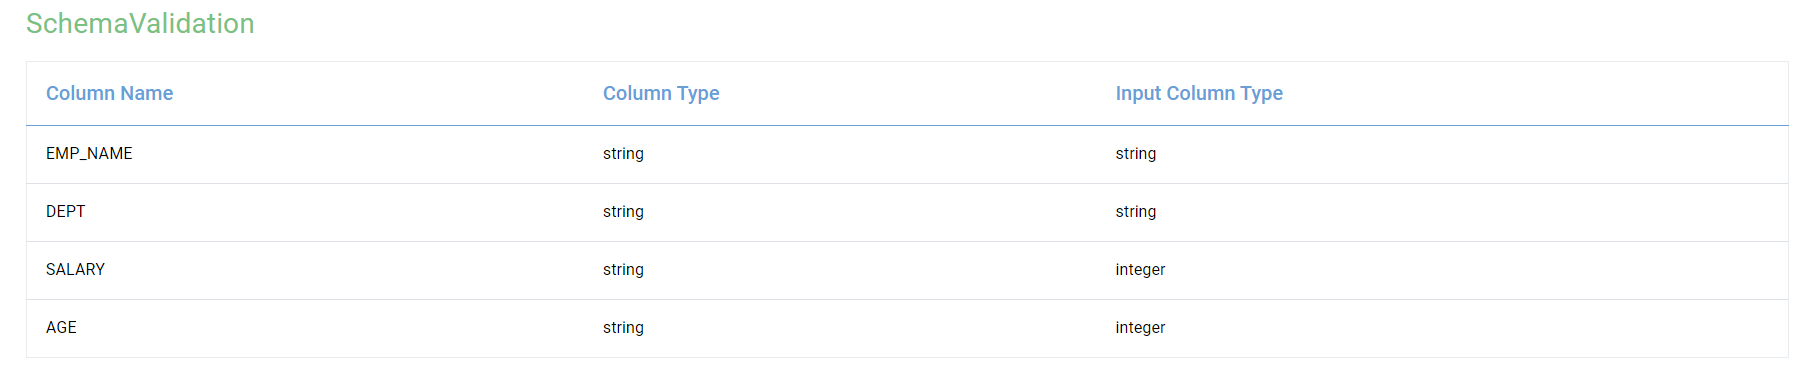 SchemaValidation
Column Name Column Type Input Column Type
EMP_NAME string string
DEPT string string
SALARY string integer
AGE string integer